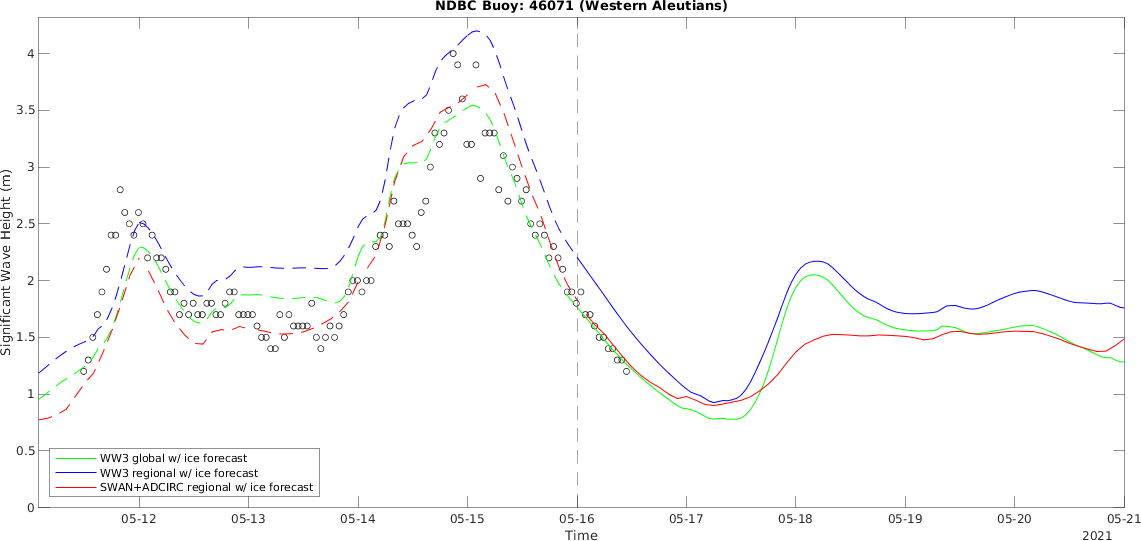 NDBC Buoy: 46071 (Western Aleutians)
Significant Wave Height (m)
4
3.5
3
2.5
2
1.5
1
0.5
0
WW3 global w/ ice forecast
WW3 regional w/ ice forecast
SWAN+ADCIRC regional w/ ice forecast
05-12 05-13 05-14 05-15 05-16 05-17 05-18 05-19 05-20 05-21
Time
2021